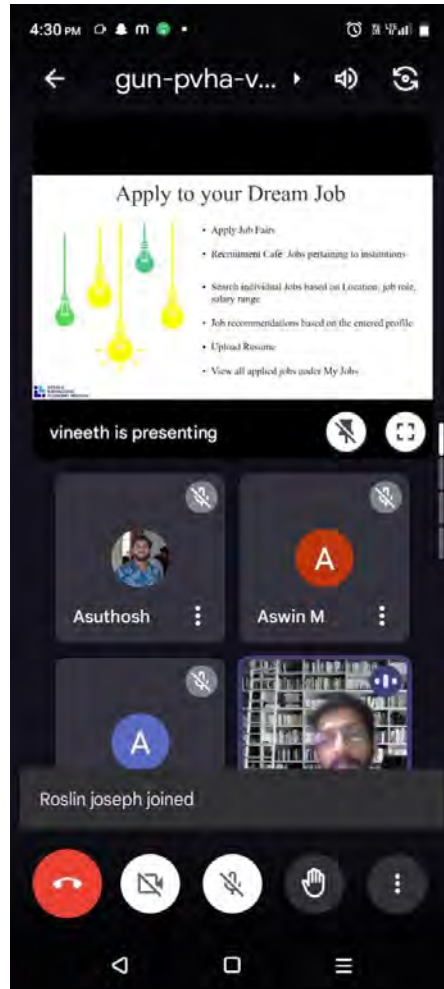 4:30 PM
gun-pvha-v...
Apply to your Dream Job
• Apply Job Fairs
• Recruitment Cafe Jobs pertaining to institutions
• Search individual Jobs based on Location, job role,
salary range
• Job recommendations based on the entered profile
• Upload Resume
• View all applied jobs under My Jobs
vineeth is presenting
Asuthosh
A
Aswin M
A
Roslin joseph joined